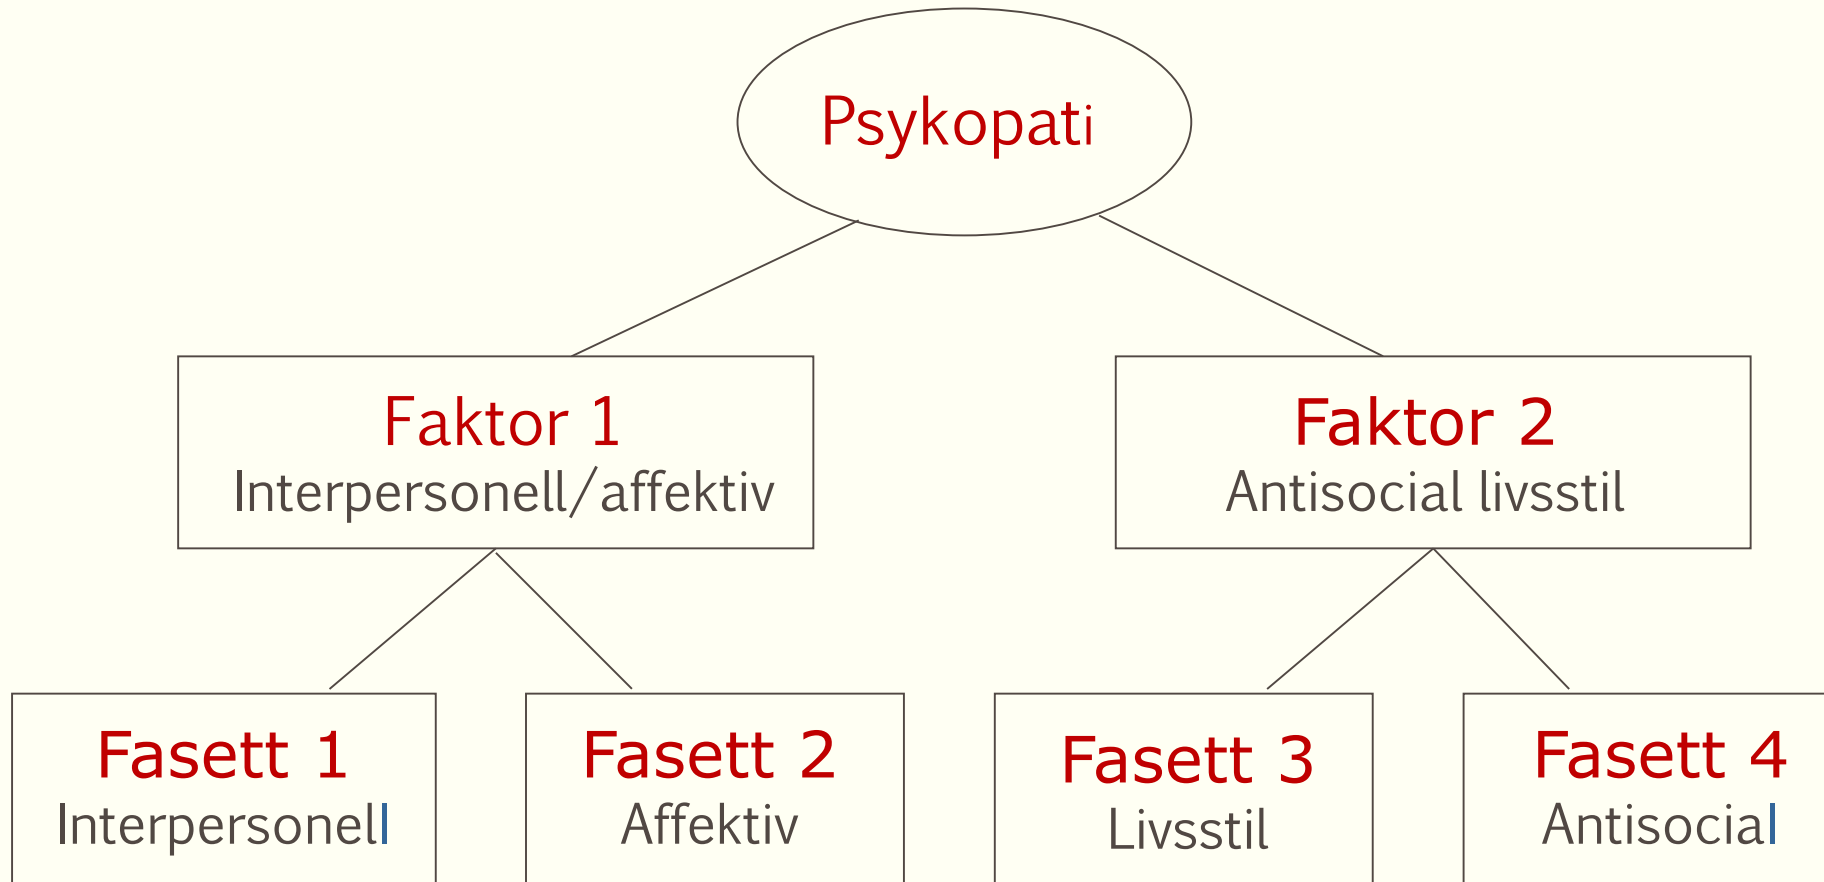 Psykopati
Faktor 1
Interpersonell/affektiv
Faktor 2
Antisocial livsstil
Fasett 1
Interpersonell
Fasett 2
Affektiv
Fasett 3
Livsstil
Fasett 4
Antisocial